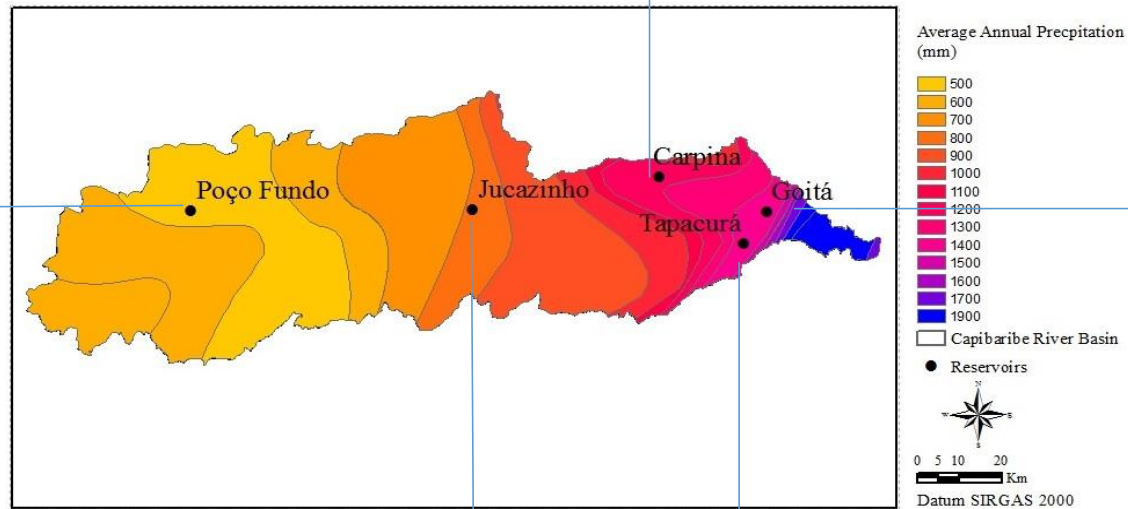 Average Annual Precpitation
(mm)
500
600
700
800
900
1000
1100
1200
1300
1400
1500
1600
1700
1900
Capibaribe River Basin
Reservoirs
N
W
E
S
0 5 10 20
Km
Datum SIRGAS 2000
Poço Fundo
Jucazinho
Carpina
Goitá
Tapacurá